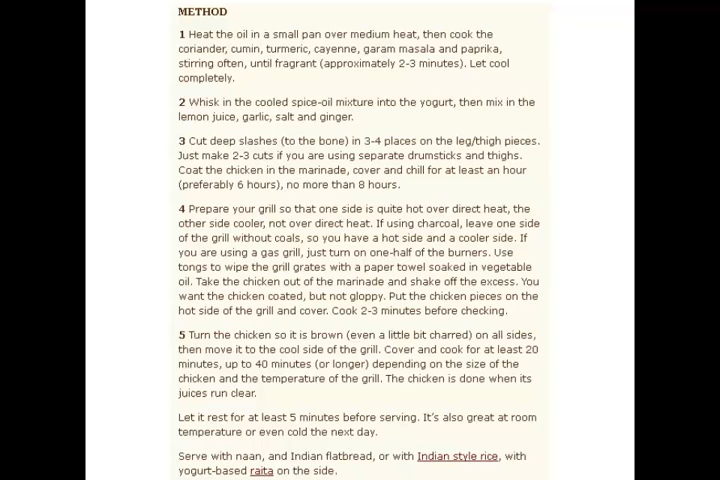 METHOD
1 Heat the oil in a small pan over medium heat, then cook the
coriander, cumin, turmeric, cayenne, garam masala and paprika,
stirring often, until fragrant (approximately 2-3 minutes). Let cool
completely.
2 Whisk in the cooled spice-oil mixture into the yogurt, then mix in the
lemon juice, garlic, salt and ginger.
3 Cut deep slashes (to the bone) in 3-4 places on the leg/thigh pieces.
Just make 2-3 cuts if you are using separate drumsticks and thighs.
Coat the chicken in the marinade, cover and chill for at least an hour
(preferably 6 hours), no more than 8 hours.
4 Prepare your grill so that one side is quite hot over direct heat, the
other side cooler, not over direct heat. If using charcoal, leave one side
of the grill without coals, so you have a hot side and a cooler side. If
you are using a gas grill, just turn on one-half of the burners. Use
tongs to wipe the grill grates with a paper towel soaked in vegetable
oil. Take the chicken out of the marinade and shake off the excess. You
want the chicken coated, but not gloppy. Put the chicken pieces on the
hot side of the grill and cover. Cook 2-3 minutes before checking.
5 Turn the chicken so it is brown (even a little bit charred) on all sides,
then move it to the cool side of the grill. Cover and cook for at least 20
minutes, up to 40 minutes (or longer) depending on the size of the
chicken and the temperature of the grill. The chicken is done when its
juices run clear.
Let it rest for at least 5 minutes before serving. It's also great at room
temperature or even cold the next day.
Serve with naan, and Indian flatbread, or with Indian style rice, with
yogurt-based raita on the side.